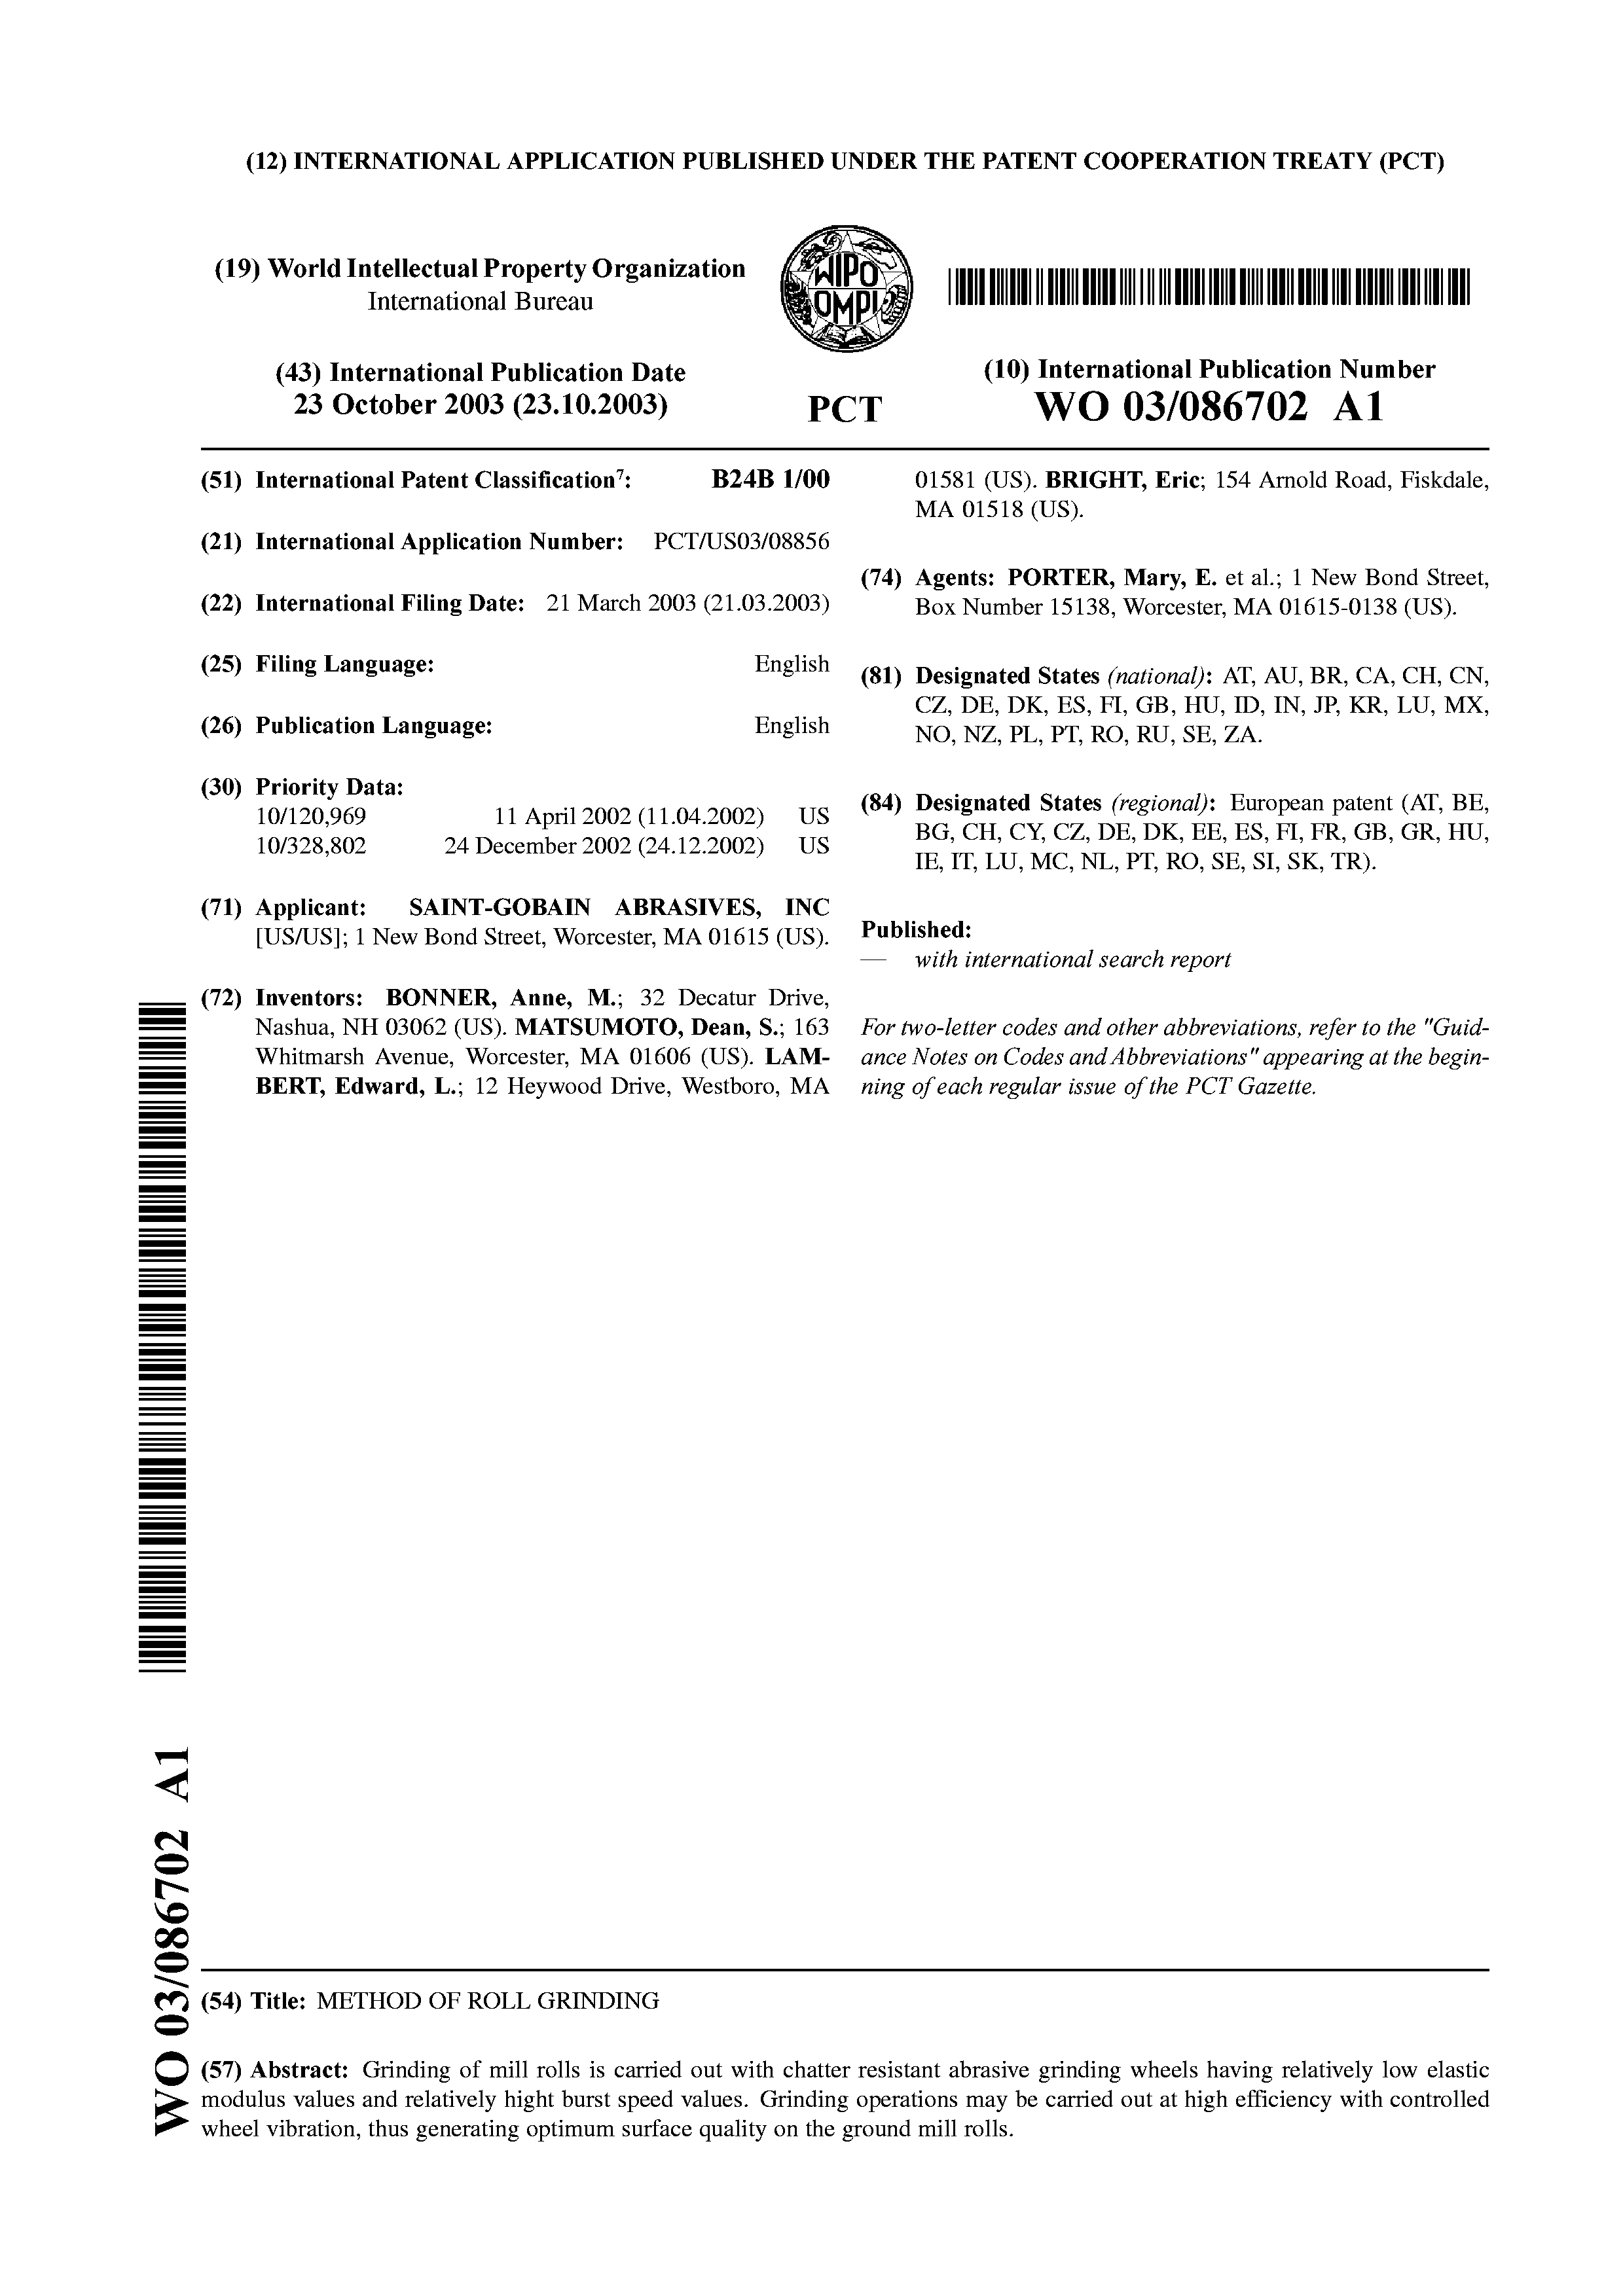 (12) INTERNATIONAL APPLICATION PUBLISHED UNDER THE PATENT COOPERATION TREATY (PCT)
(19) World Intellectual Property Organization
International Bureau
WIPO
OMPI
(43) International Publication Date
23 October 2003 (23.10.2003)
PCT
(10) International Publication Number
WO 03/086702 A1
(51) International Patent Classification7: B24B 1/00
(21) International Application Number: PCT/US03/08856
(22) International Filing Date: 21 March 2003 (21.03.2003)
(25) Filing Language: English
(26) Publication Language: English
(30) Priority Data:
10/120,969 11 April 2002 (11.04.2002) US
10/328,802 24 December 2002 (24.12.2002) US
(71) Applicant: SAINT-GOBAIN ABRASIVES, INC
[US/US]; 1 New Bond Street, Worcester, MA 01615 (US).
(72) Inventors: BONNER, Anne, M.; 32 Decatur Drive,
Nashua, NH 03062 (US). MATSUMOTO, Dean, S.; 163
Whitmarsh Avenue, Worcester, MA 01606 (US). LAM-
BERT, Edward, L.; 12 Heywood Drive, Westboro, MA
01581 (US). BRIGHT, Eric; 154 Arnold Road, Fiskdale,
MA 01518 (US).
(74) Agents: PORTER, Mary, E. et al.; 1 New Bond Street,
Box Number 15138, Worcester, MA 01615-0138 (US).
(81) Designated States (national): AT, AU, BR, CA, CH, CN,
CZ, DE, DK, ES, FI, GB, HU, ID, IN, JP, KR, LU, MX,
NO, NZ, PL, PT, RO, RU, SE, ZA.
(84) Designated States (regional): European patent (AT, BE,
BG, CH, CY, CZ, DE, DK, EE, ES, FI, FR, GB, GR, HU,
IE, IT, LU, MC, NL, PT, RO, SE, SI, SK, TR).
Published:
— with international search report
For two-letter codes and other abbreviations, refer to the "Guid-
ance Notes on Codes and Abbreviations" appearing at the begin-
ning of each regular issue of the PCT Gazette.
WO 03/086702 A1
(54) Title: METHOD OF ROLL GRINDING
(57) Abstract: Grinding of mill rolls is carried out with chatter resistant abrasive grinding wheels having relatively low elastic
modulus values and relatively hight burst speed values. Grinding operations may be carried out at high efficiency with controlled
wheel vibration, thus generating optimum surface quality on the ground mill rolls.